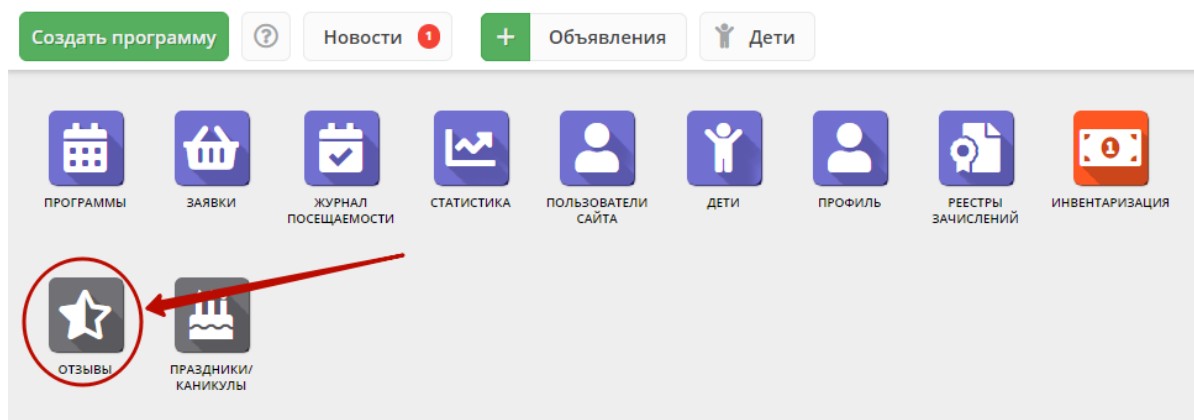 Создать программу
?
Новости 1
+ Объявления
Дети
ПРОГРАММЫ
ЗАЯВКИ
ЖУРНАЛ
ПОСЕЩАЕМОСТИ
СТАТИСТИКА
ПОЛЬЗОВАТЕЛИ
САЙТА
ДЕТИ
ПРОФИЛЬ
РЕЕСТРЫ
ЗАЧИСЛЕНИЙ
1
ИНВЕНТАРИЗАЦИЯ
ОТЗЫВЫ
ПРАЗДНИКИ/
КАНИКУЛЫ